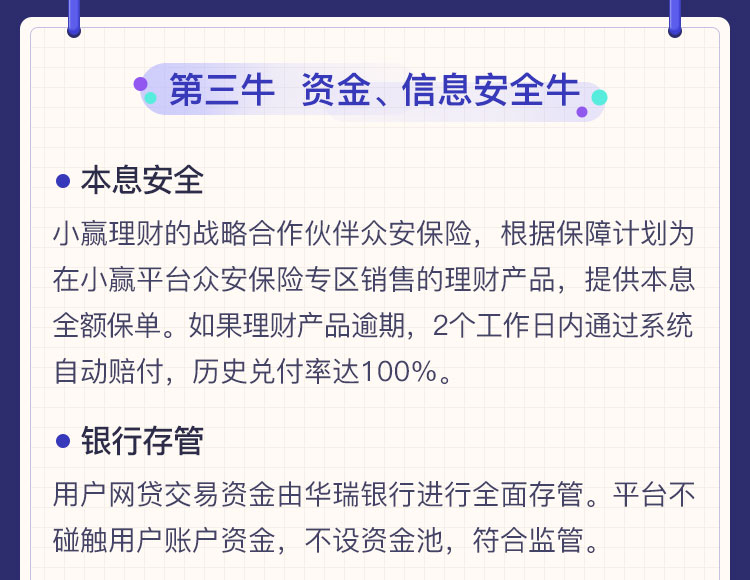 第三牛 资金、信息安全牛
本息安全
小赢理财的战略合作伙伴众安保险，根据保障计划为
在小赢平台众安保险专区销售的理财产品，提供本息
全额保单。如果理财产品逾期，2个工作日内通过系统
自动赔付，历史兑付率达100%。
银行存管
用户网贷交易资金由华瑞银行进行全面存管。平台不
碰触用户账户资金，不设资金池，符合监管。